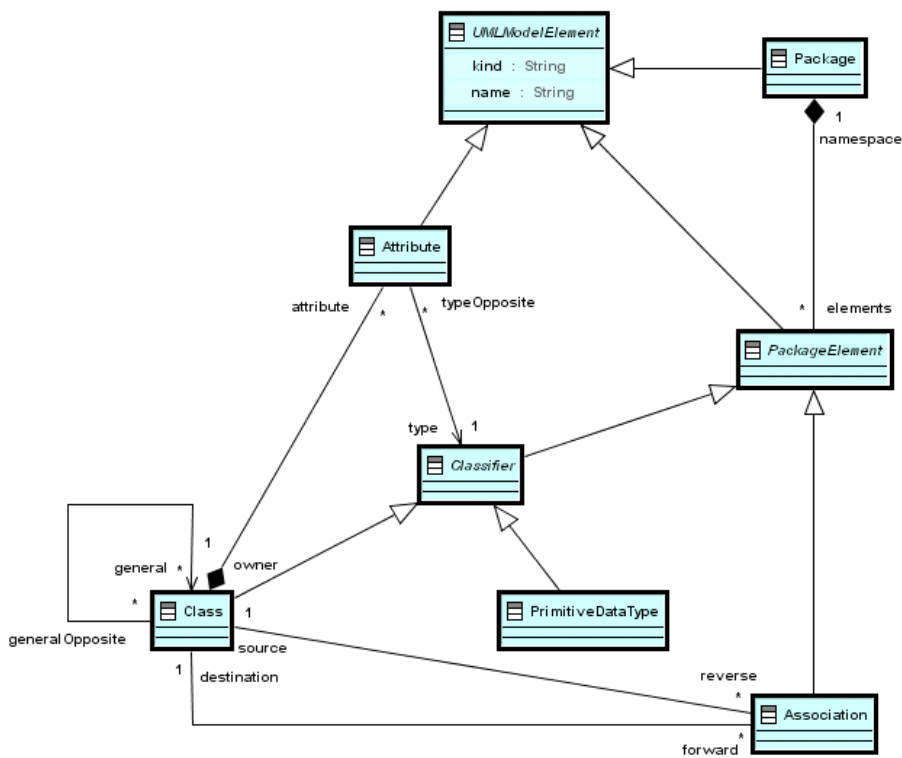 UMLModelElement
kind : String
name : String
Package
1
namespace
Attribute
attribute
*
*
typeOpposite
*
elements
PackageElement
type
1
Classifier
1
general
*
owner
*
Class
1
PrimitiveDataType
generalOpposite
source
1
destination
reverse
*
Association
*
forward